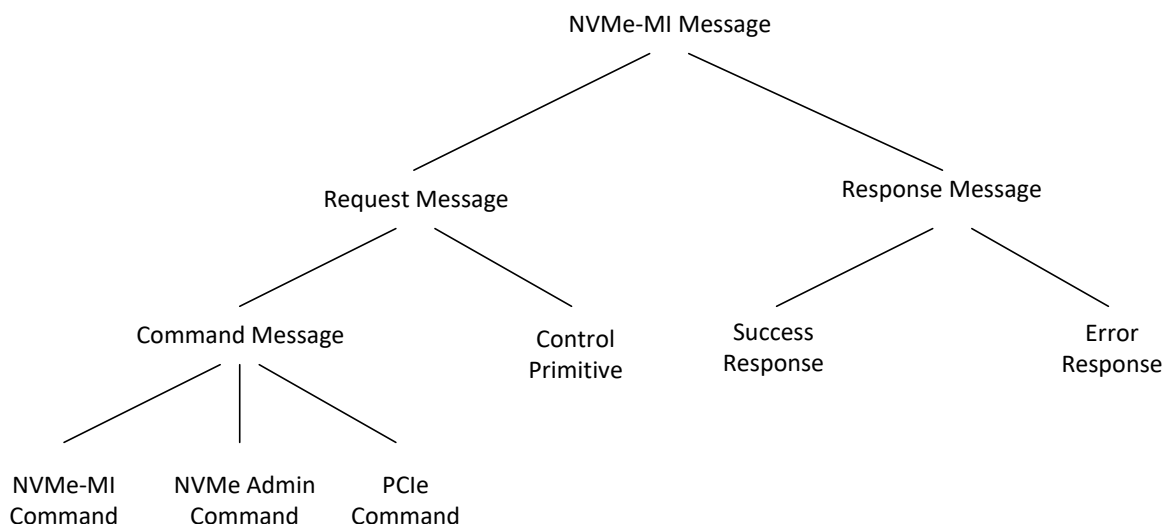 NVMe-MI Message
Request Message
Response Message
Command Message
Control
Primitive
Success
Response
Error
Response
NVMe-MI
Command
NVMe Admin
Command
PCIe
Command